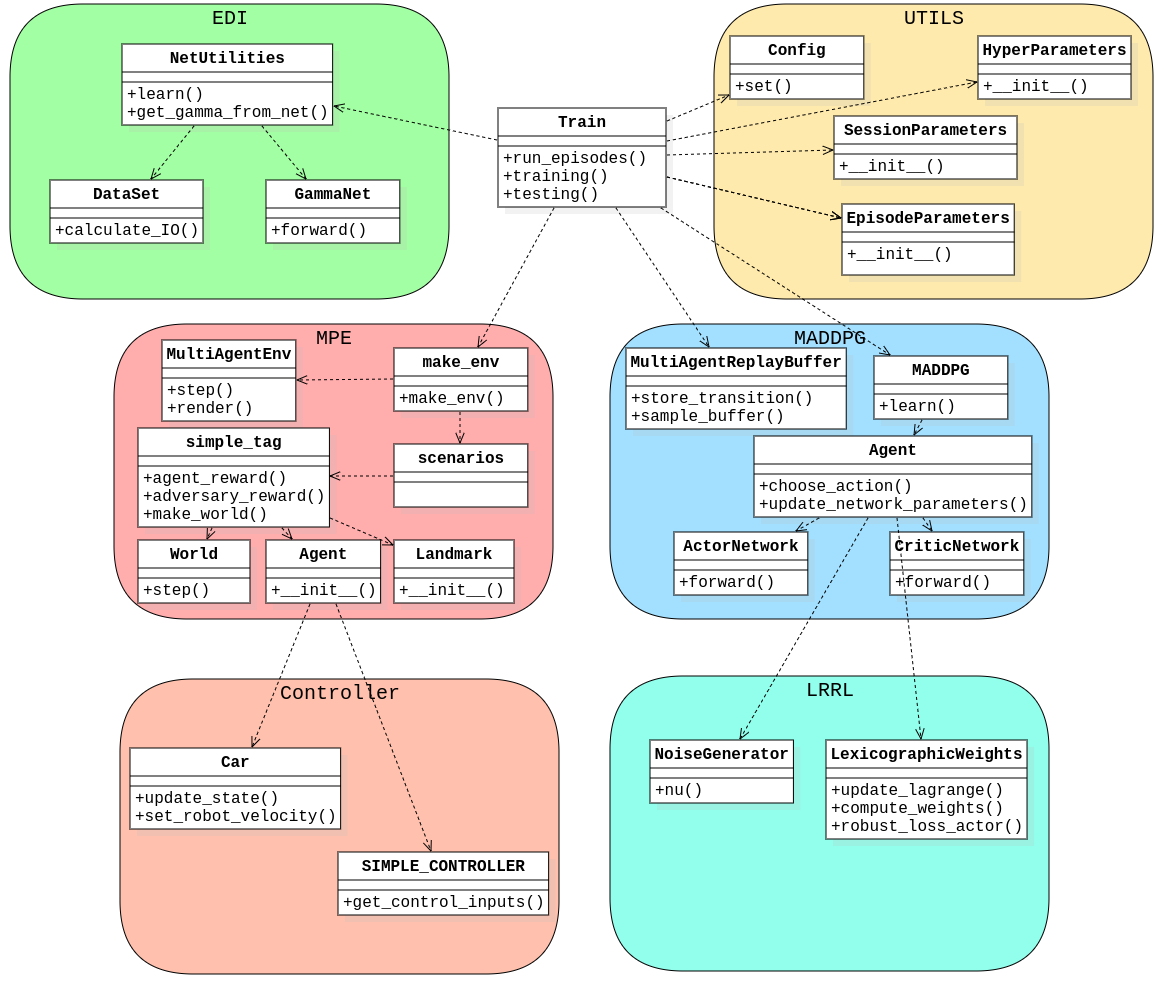 EDI
NetUtilities
+learn()
+get_gamma_from_net()
DataSet
+calculate_IO()
GammaNet
+forward()
Train
+run_episodes()
+training()
+testing()
UTILS
Config
+set()
HyperParameters
+__init__()
SessionParameters
+__init__()
EpisodeParameters
+__init__()
MPE
MultiAgentEnv
+step()
+render()
make_env
+make_env()
simple_tag
+agent_reward()
+adversary_reward()
+make_world()
scenarios
World
+step()
Agent
+__init__()
Landmark
+__init__()
MADDPG
MultiAgentReplayBuffer
+store_transition()
+sample_buffer()
MADDPG
+learn()
Agent
+choose_action()
+update_network_parameters()
ActorNetwork
+forward()
CriticNetwork
+forward()
Controller
Car
+update_state()
+set_robot_velocity()
SIMPLE_CONTROLLER
+get_control_inputs()
LRRL
NoiseGenerator
+nu()
LexicographicWeights
+update_lagrange()
+compute_weights()
+robust_loss_actor()